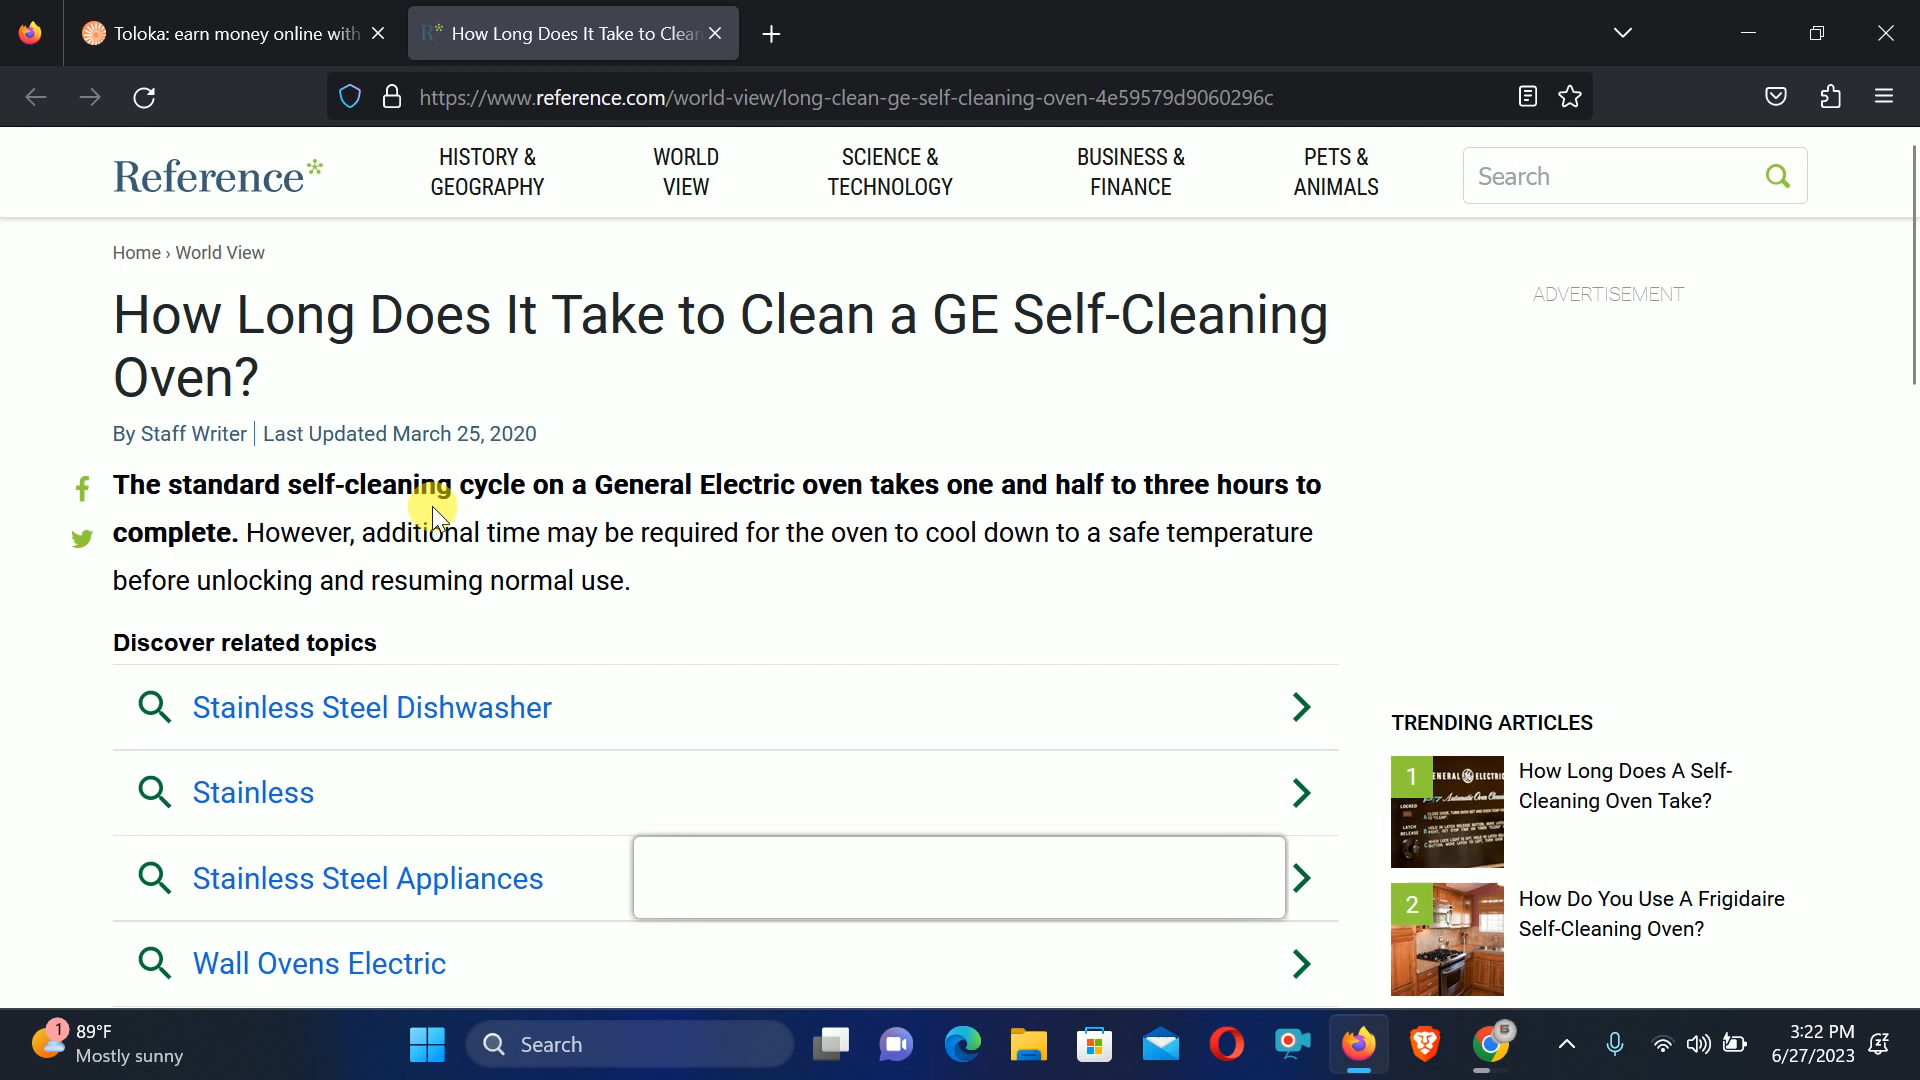 Toloka: earn money online with
R* How Long Does It Take to Clean
https://www.reference.com/world-view/long-clean-ge-self-cleaning-oven-4e59579d9060296c
Reference*
HISTORY &
GEOGRAPHY
WORLD
VIEW
SCIENCE &
TECHNOLOGY
BUSINESS &
FINANCE
PETS &
ANIMALS
Search
Home › World View
ADVERTISEMENT
How Long Does It Take to Clean a GE Self-Cleaning
Oven?
By Staff Writer | Last Updated March 25, 2020
The standard self-cleaning cycle on a General Electric oven takes one and half to three hours to
complete. However, additional time may be required for the oven to cool down to a safe temperature
before unlocking and resuming normal use.
Discover related topics
Stainless Steel Dishwasher
Stainless
Stainless Steel Appliances
Wall Ovens Electric
TRENDING ARTICLES
1
How Long Does A Self-
Cleaning Oven Take?
2
How Do You Use A Frigidaire
Self-Cleaning Oven?
1
89°F
Mostly sunny
Search
5
3:22 PM
6/27/2023